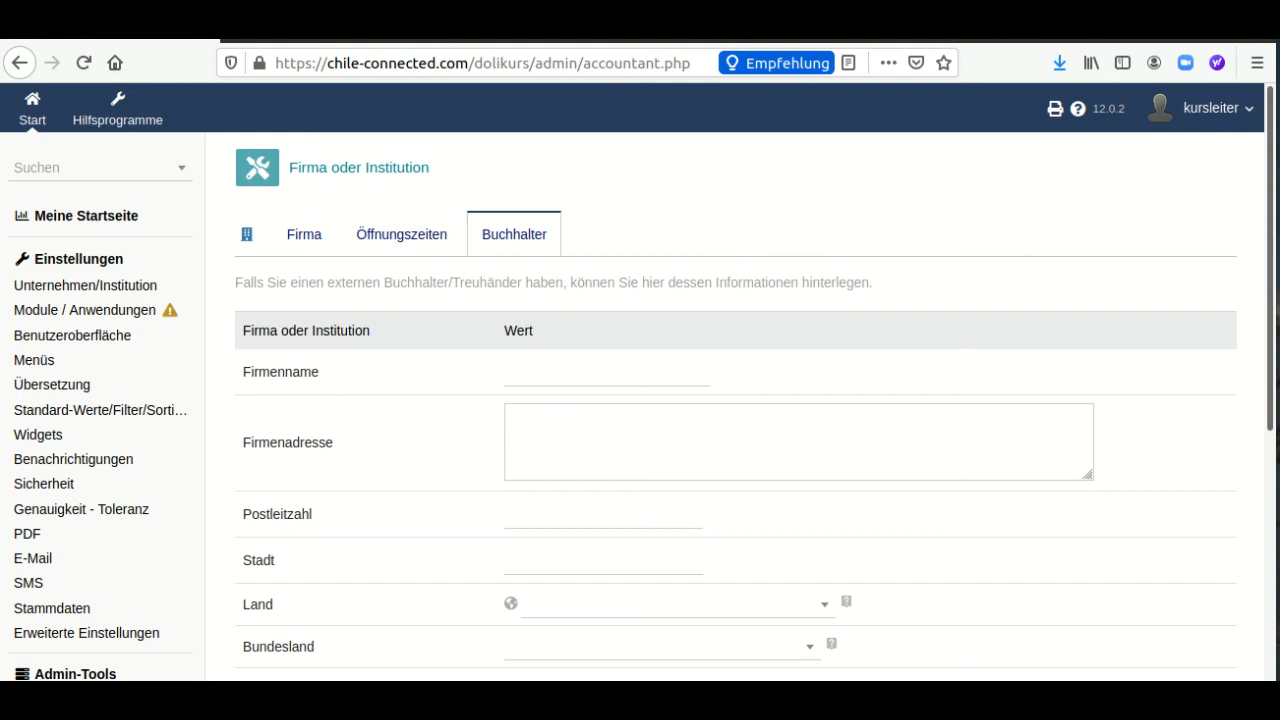 https://chile-connected.com/dolikurs/admin/accountant.php
Empfehlung
Start
Hilfsprogramme
12.0.2
kursleiter
Suchen
Meine Startseite
Einstellungen
Unternehmen/Institution
Module / Anwendungen
Benutzeroberfläche
Menüs
Übersetzung
Standard-Werte/Filter/Sorti…
Widgets
Benachrichtigungen
Sicherheit
Genauigkeit - Toleranz
PDF
E-Mail
SMS
Stammdaten
Erweiterte Einstellungen
Admin-Tools
Firma oder Institution
Firma Öffnungszeiten Buchhalter
Falls Sie einen externen Buchhalter/Treuhänder haben, können Sie hier dessen Informationen hinterlegen.
Firma oder Institution Wert
Firmenname
Firmenadresse
Postleitzahl
Stadt
Land
Bundesland